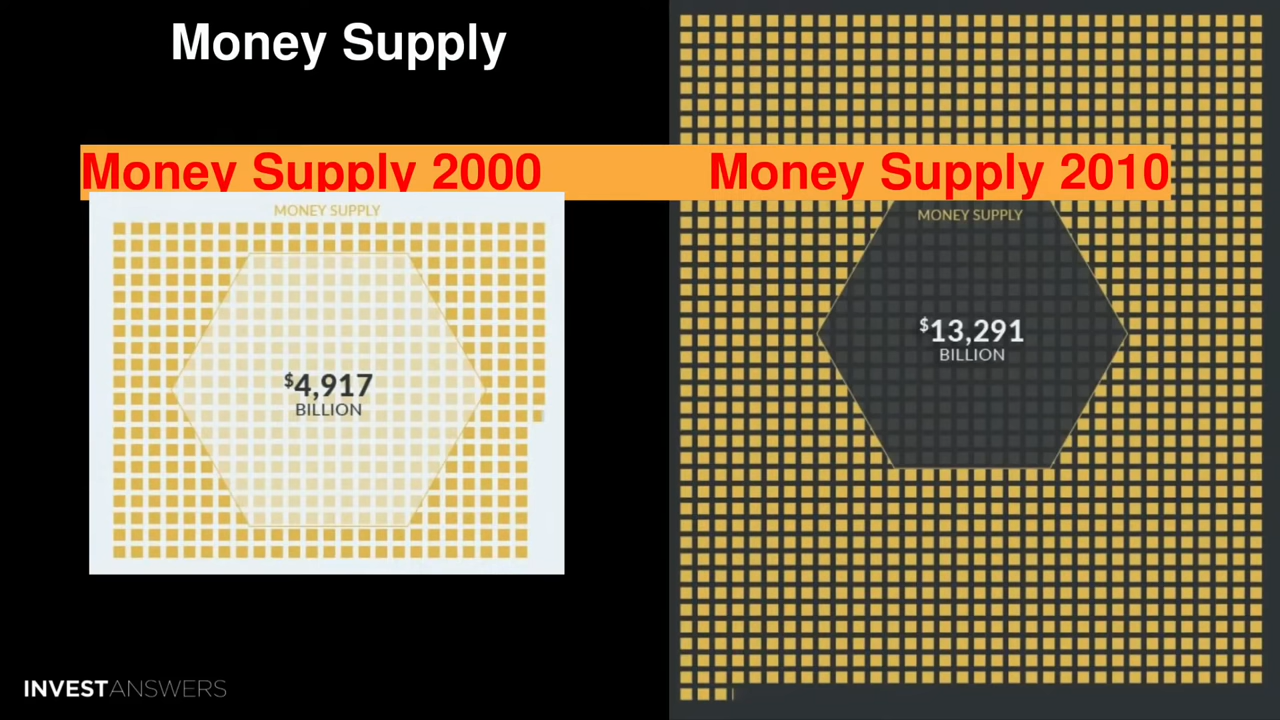 Money Supply
Money Supply 2000
Money Supply 2010
MONEY SUPPLY
$4,917
BILLION
MONEY SUPPLY
$13,291
BILLION
INVESTANSWERS